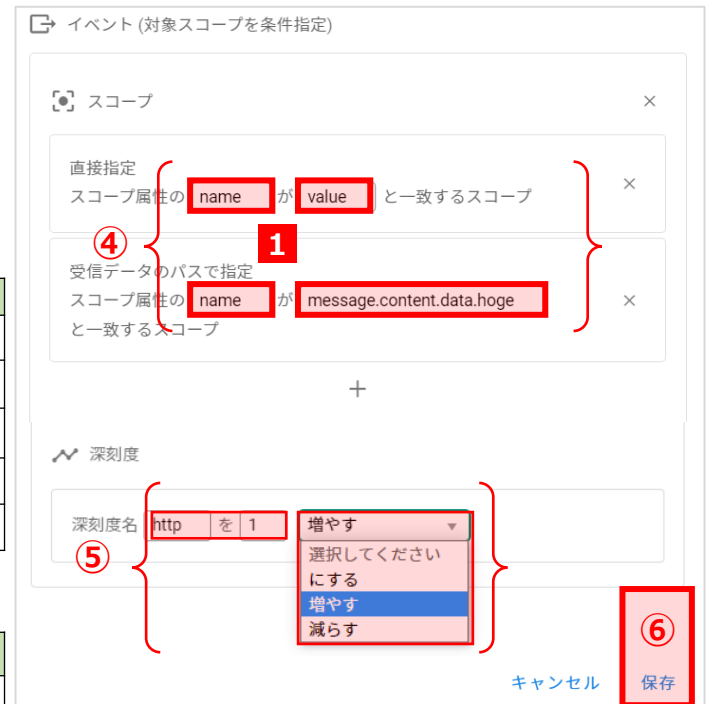 イベント (対象スコープを条件指定)
スコープ ×
直接指定
スコープ属性の name が value と一致するスコープ ×
④ 1
受信データのパスで指定
スコープ属性の name が message.content.data.hoge ×
と一致するスコープ
+
深刻度
深刻度名 http を 1 増やす
⑤
選択してください
にする
増やす
減らす
⑥
キャンセル 保存